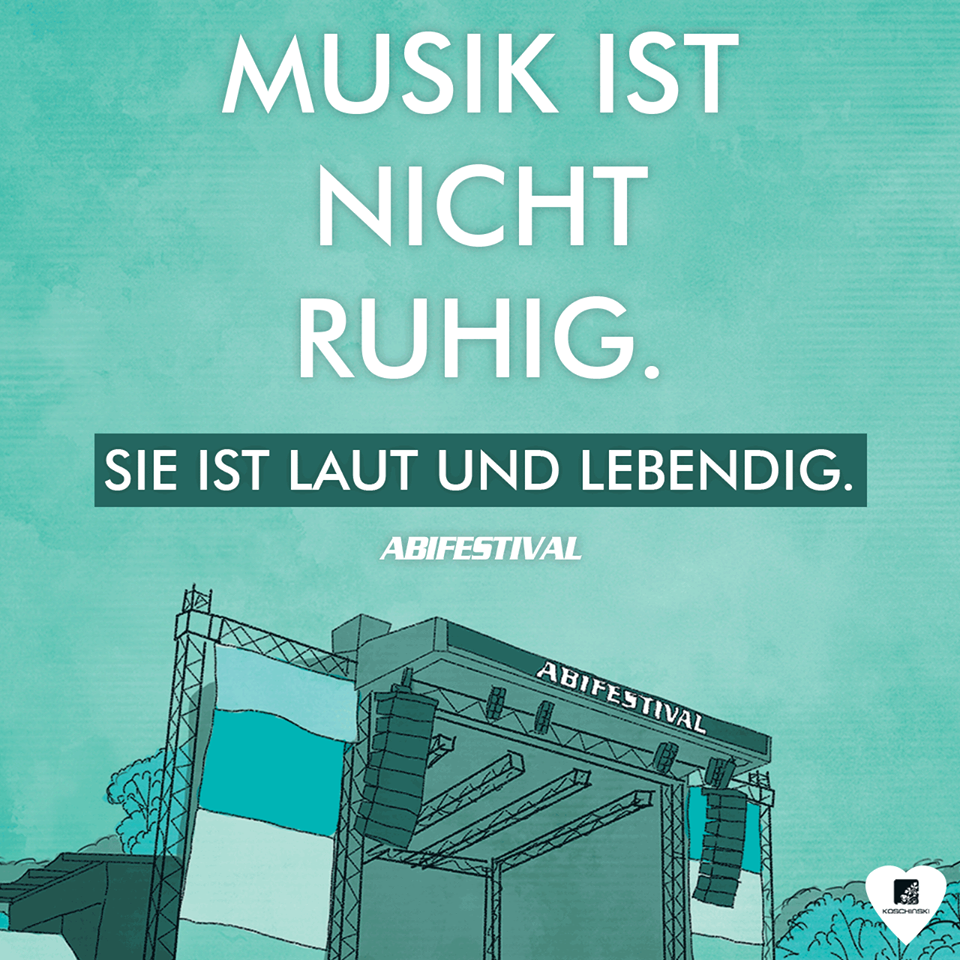 MUSIK IST
NICHT
RUHIG.
SIE IST LAUT UND LEBENDIG.
ABIFESTIVAL
ABIFESTIVAL
KOSCHINSKI